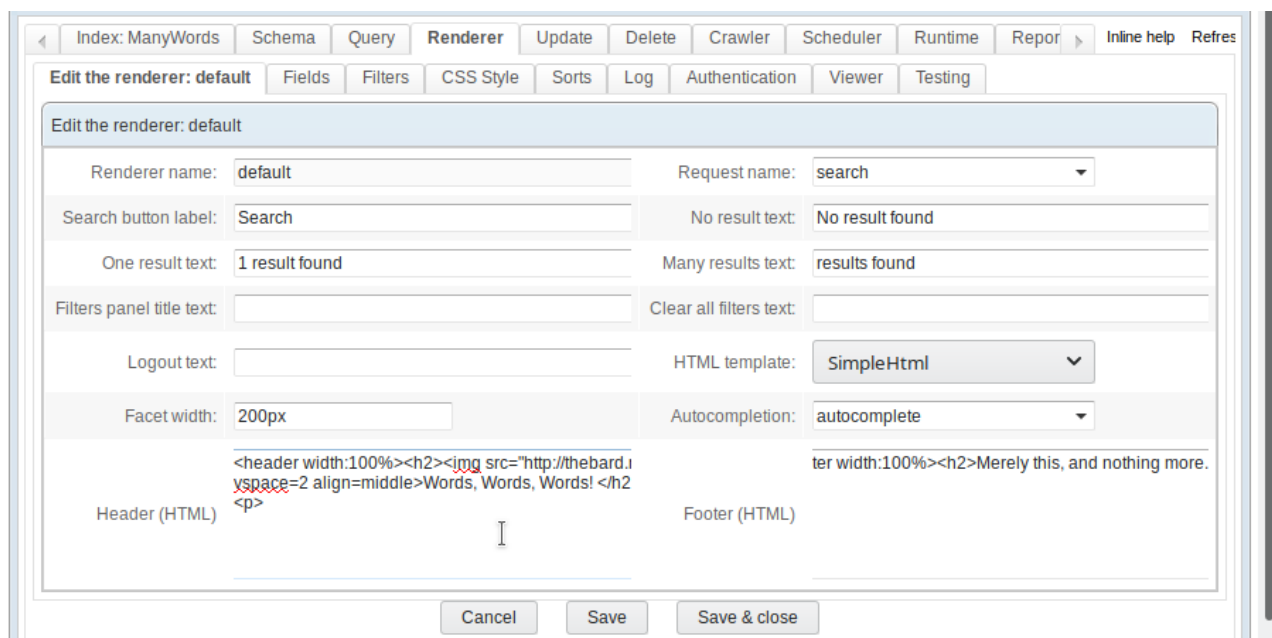 Index: ManyWords Schema Query Renderer Update Delete Crawler Scheduler Runtime Repor Inline help Refres
Edit the renderer: default Fields Filters CSS Style Sorts Log Authentication Viewer Testing
Edit the renderer: default
Renderer name: default Request name: search
Search button label: Search No result text: No result found
One result text: 1 result found Many results text: results found
Filters panel title text: Clear all filters text:
Logout text: HTML template: SimpleHtml
Facet width: 200px Autocompletion: autocomplete
<header width:100%><h2><img src="http://thebard.r ter width:100%><h2>Merely this, and nothing more.
vspace=2 align=middle>Words, Words, Words! </h2
<p>
Header (HTML) Footer (HTML)
Cancel Save Save & close